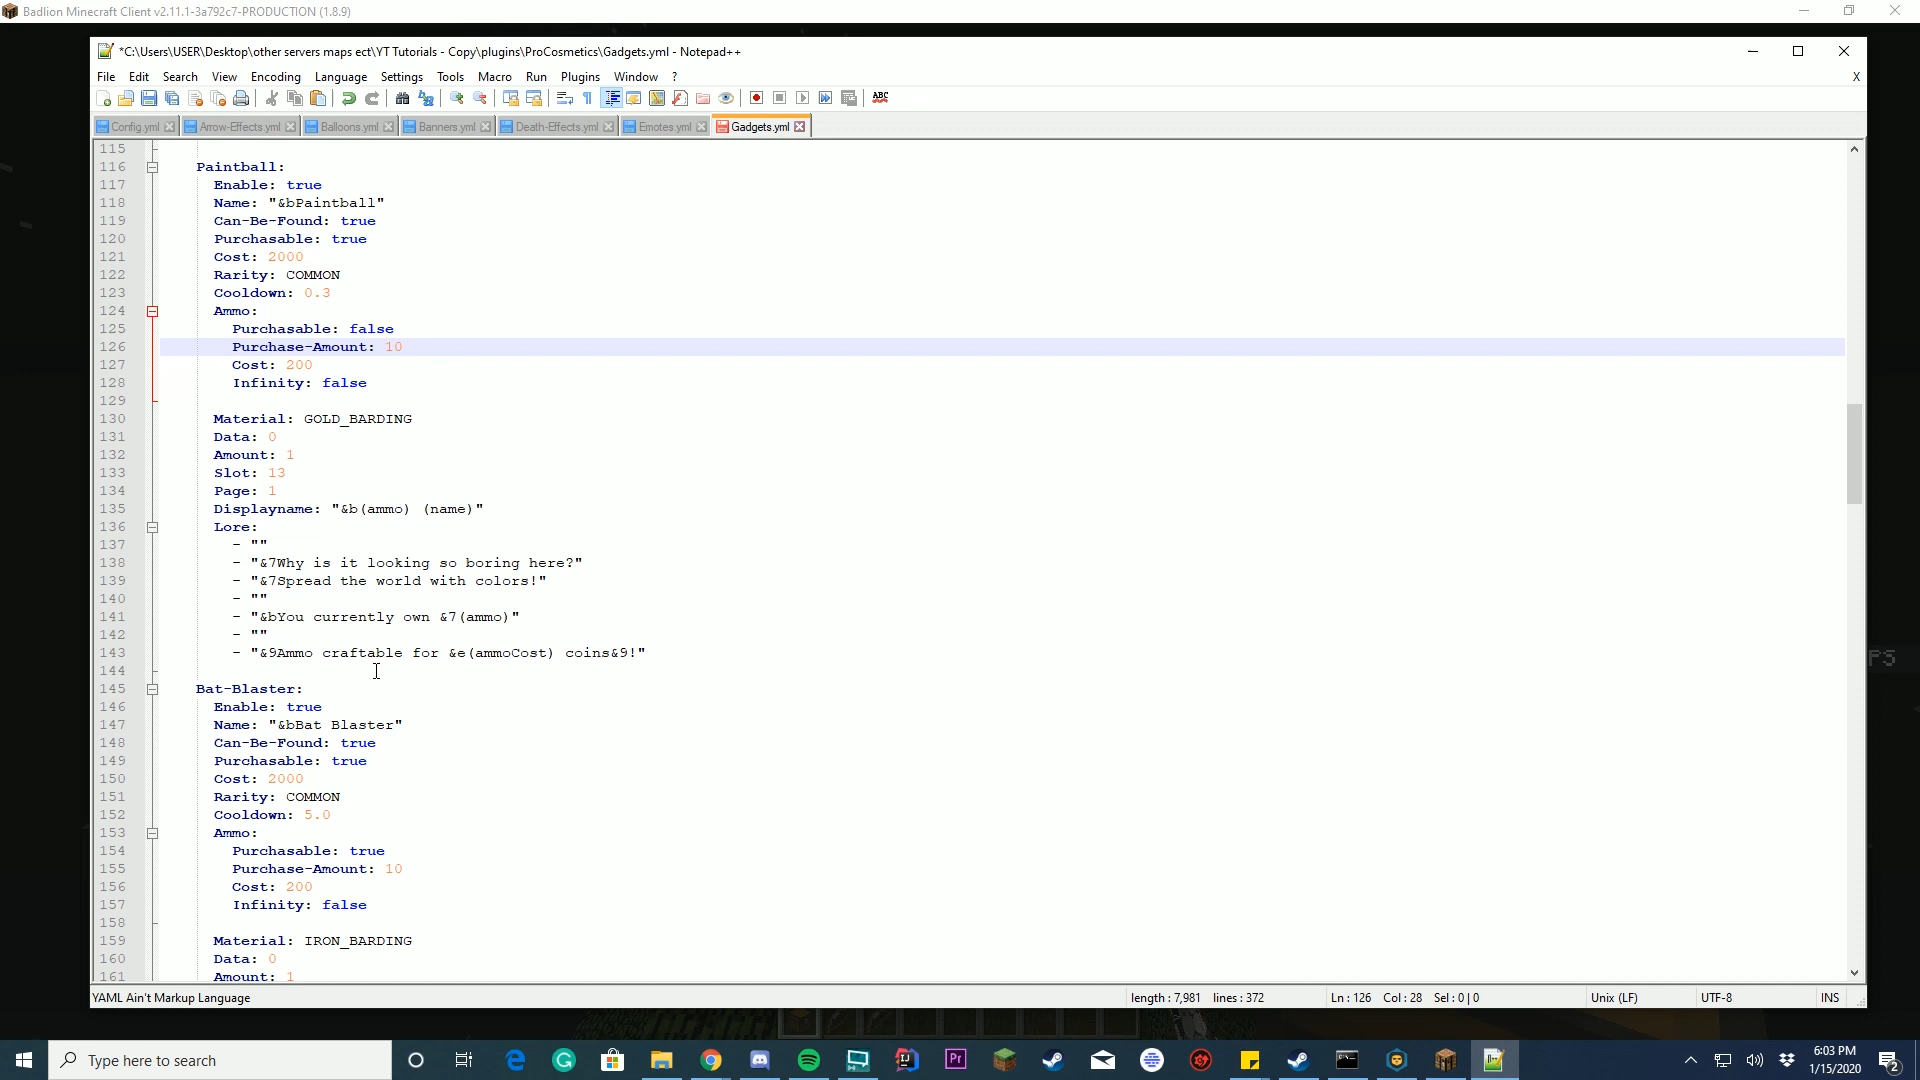 Badlion Minecraft Client v2.11.1-3a792c7-PRODUCTION (1.8.9)
*C:\Users\USER\Desktop\other servers maps ect\YT Tutorials - Copy\plugins\ProCosmetics\Gadgets.yml - Notepad++
File Edit Search View Encoding Language Settings Tools Macro Run Plugins Window ? X
Config.yml Arrow-Effects.yml Balloons.yml Banners.yml Death-Effects.yml Emotes.yml Gadgets.yml
115
116 Paintball:
117 Enable: true
118 Name: "&bPaintball"
119 Can-Be-Found: true
120 Purchasable: true
121 Cost: 2000
122 Rarity: COMMON
123 Cooldown: 0.3
124 Ammo:
125 Purchasable: false
126 Purchase-Amount: 10
127 Cost: 200
128 Infinity: false
129
130 Material: GOLD_BARDING
131 Data: 0
132 Amount: 1
133 Slot: 13
134 Page: 1
135 Displayname: "&b(ammo) (name)"
136 Lore:
137 - ""
138 - "&7Why is it looking so boring here?"
139 - "&7Spread the world with colors!"
140 - ""
141 - "&bYou currently own &7(ammo)"
142 - ""
143 - "&9Ammo craftable for &e(ammoCost) coins&9!"
144
145 Bat-Blaster:
146 Enable: true
147 Name: "&bBat Blaster"
148 Can-Be-Found: true
149 Purchasable: true
150 Cost: 2000
151 Rarity: COMMON
152 Cooldown: 5.0
153 Ammo:
154 Purchasable: true
155 Purchase-Amount: 10
156 Cost: 200
157 Infinity: false
158
159 Material: IRON_BARDING
160 Data: 0
161 Amount: 1
PS
YAML Ain't Markup Language length : 7,981 lines : 372 Ln : 126 Col : 28 Sel : 0 | 0 Unix (LF) UTF-8 INS
Type here to search
6:03 PM
1/15/2020
2